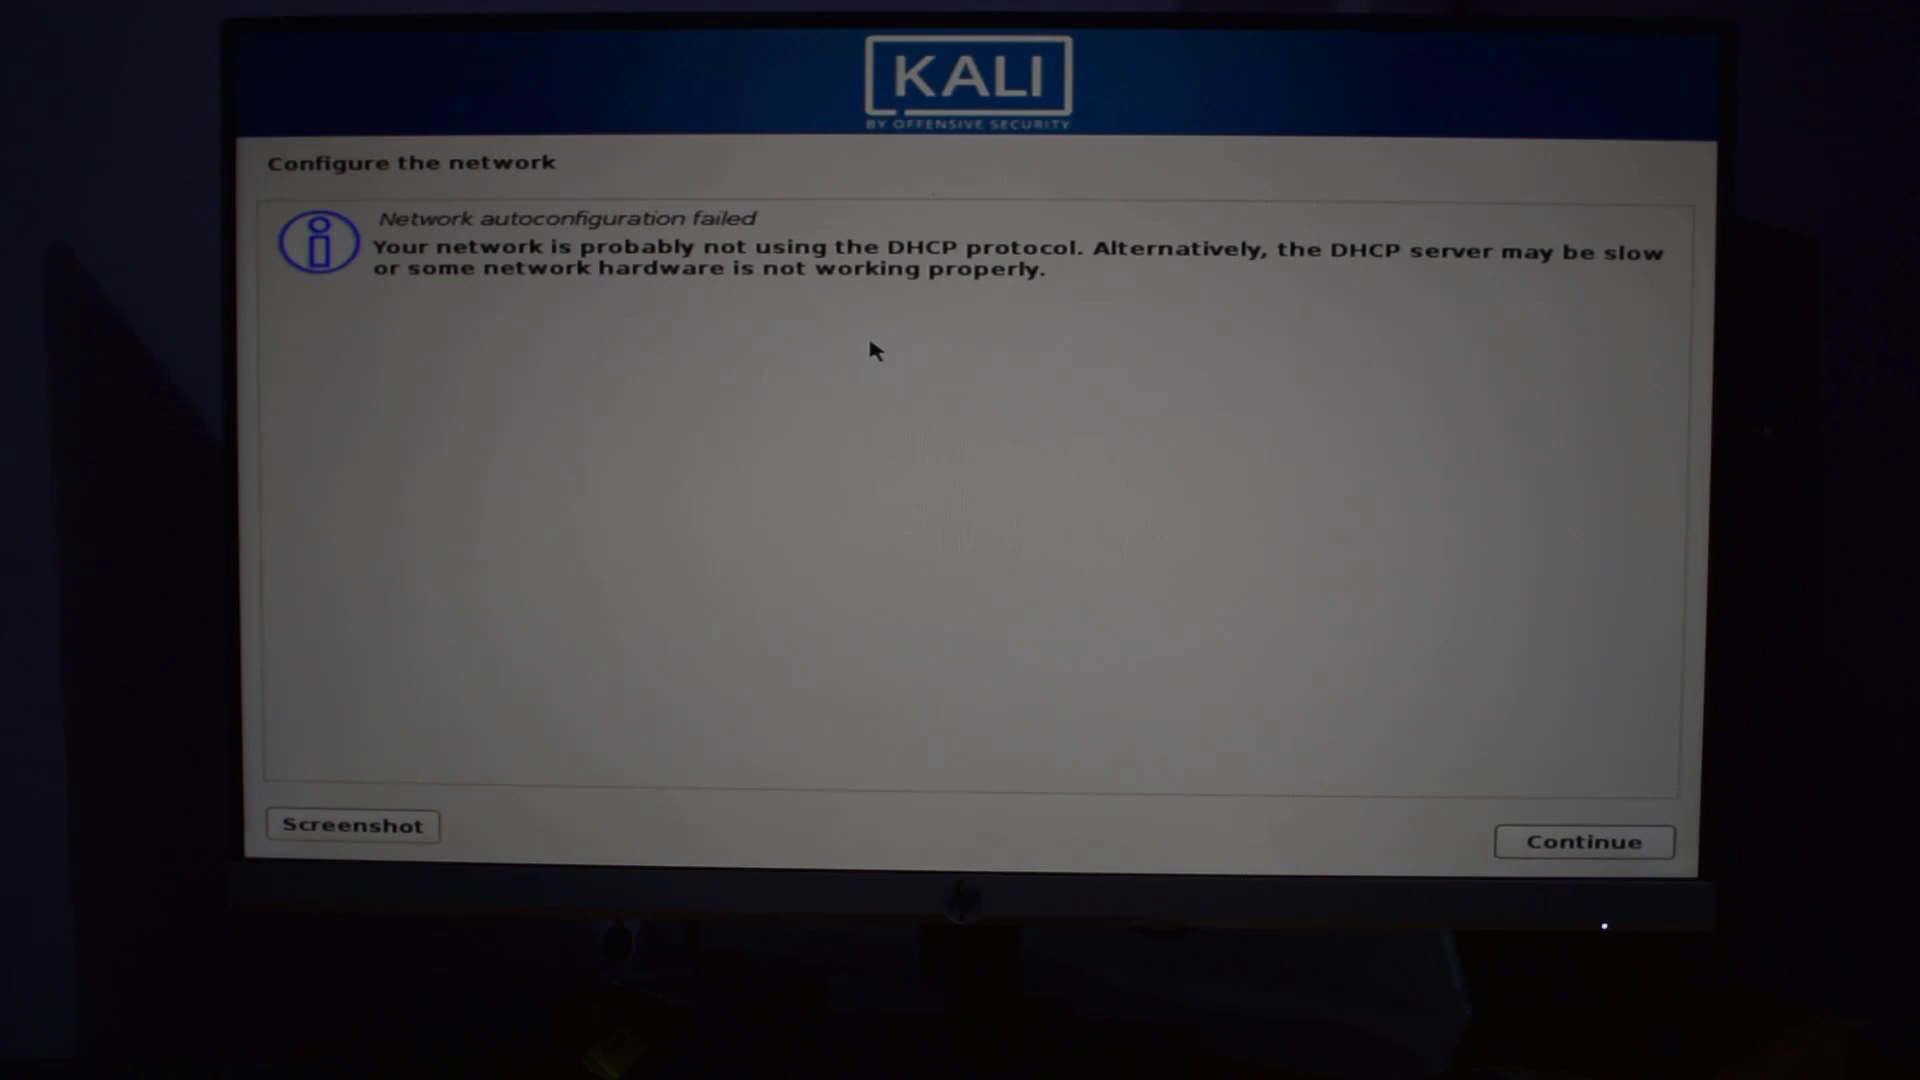 KALI
BY OFFENSIVE SECURITY
Configure the network
Network autoconfiguration failed
Your network is probably not using the DHCP protocol. Alternatively, the DHCP server may be slow
or some network hardware is not working properly.
Screenshot
Continue
hp